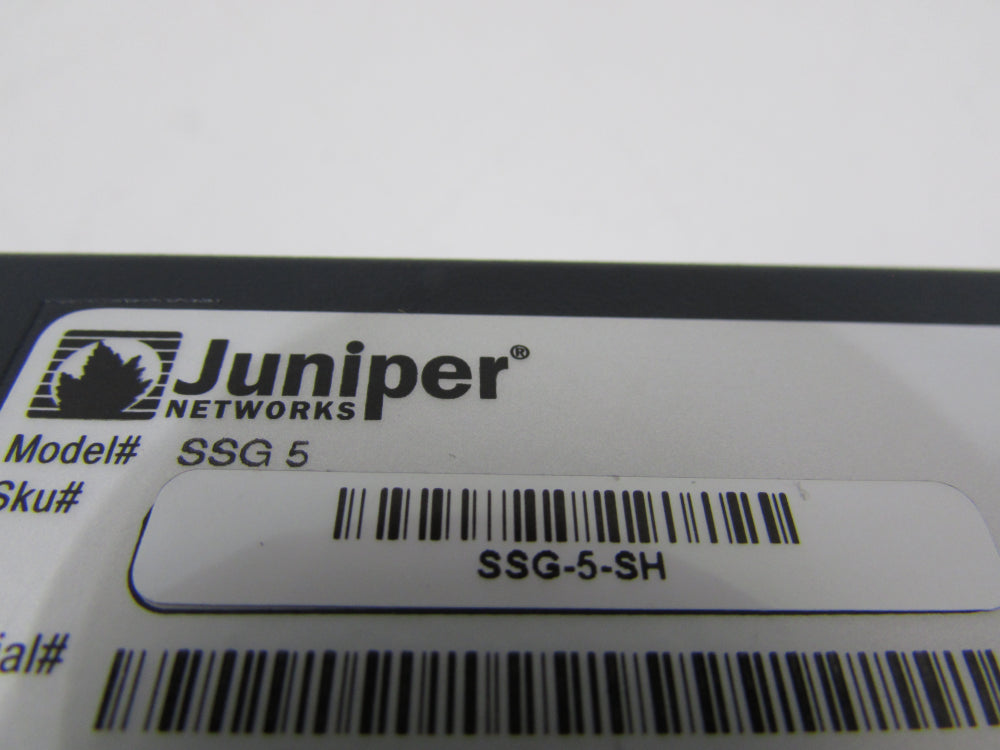 Juniper®
NETWORKS
Model# SSG 5
Sku#
SSG-5-SH
ial#